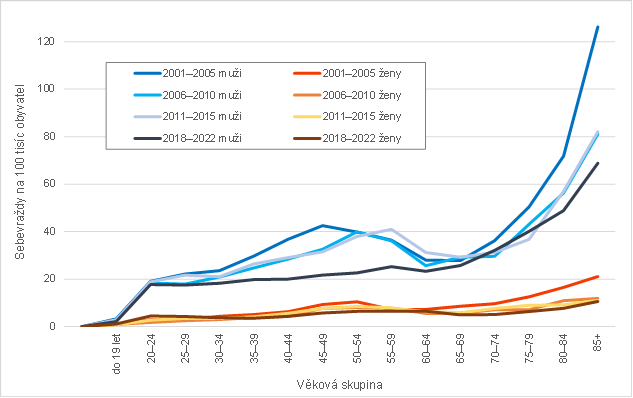 120
100
80
60
40
20
0
Sebevraždy na 100 tisíc obyvatel
2001–2005 muži
2001–2005 ženy
2006–2010 muži
2006–2010 ženy
2011–2015 muži
2011–2015 ženy
2018–2022 muži
2018–2022 ženy
do 19 let
20–24
25–29
30–34
35–39
40–44
45–49
50–54
55–59
60–64
65–69
70–74
75–79
80–84
85+
Věková skupina